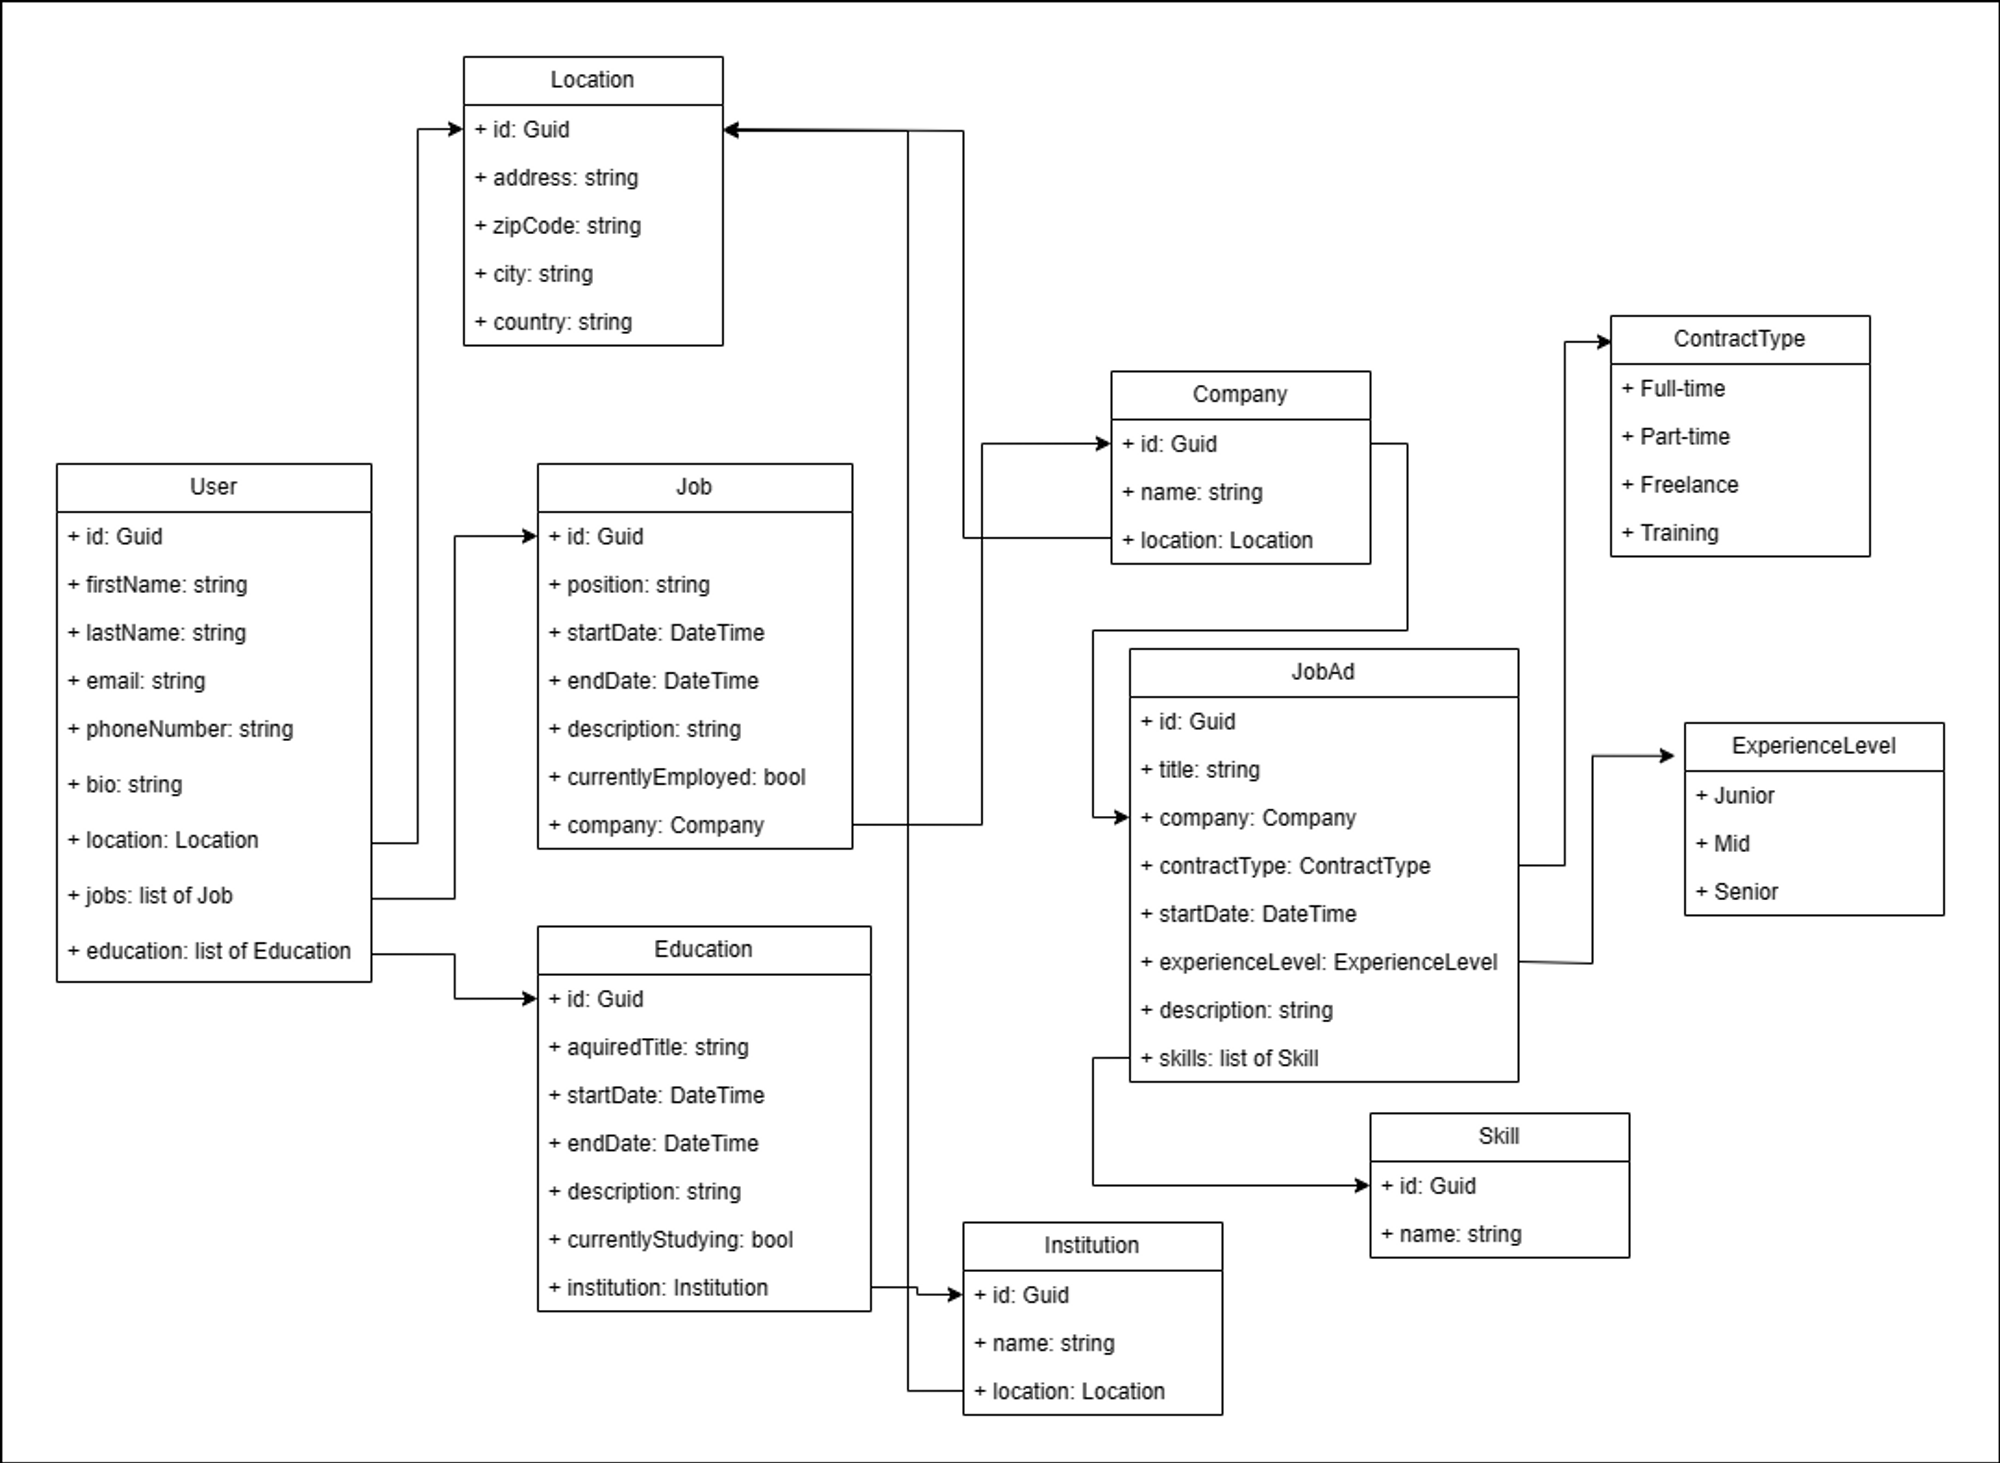 Location
+ id: Guid
+ address: string
+ zipCode: string
+ city: string
+ country: string
User
+ id: Guid
+ firstName: string
+ lastName: string
+ email: string
+ phoneNumber: string
+ bio: string
+ location: Location
+ jobs: list of Job
+ education: list of Education
Job
+ id: Guid
+ position: string
+ startDate: DateTime
+ endDate: DateTime
+ description: string
+ currentlyEmployed: bool
+ company: Company
Education
+ id: Guid
+ aquiredTitle: string
+ startDate: DateTime
+ endDate: DateTime
+ description: string
+ currentlyStudying: bool
+ institution: Institution
Institution
+ id: Guid
+ name: string
+ location: Location
Company
+ id: Guid
+ name: string
+ location: Location
JobAd
+ id: Guid
+ title: string
+ company: Company
+ contractType: ContractType
+ startDate: DateTime
+ experienceLevel: ExperienceLevel
+ description: string
+ skills: list of Skill
Skill
+ id: Guid
+ name: string
ContractType
+ Full-time
+ Part-time
+ Freelance
+ Training
ExperienceLevel
+ Junior
+ Mid
+ Senior